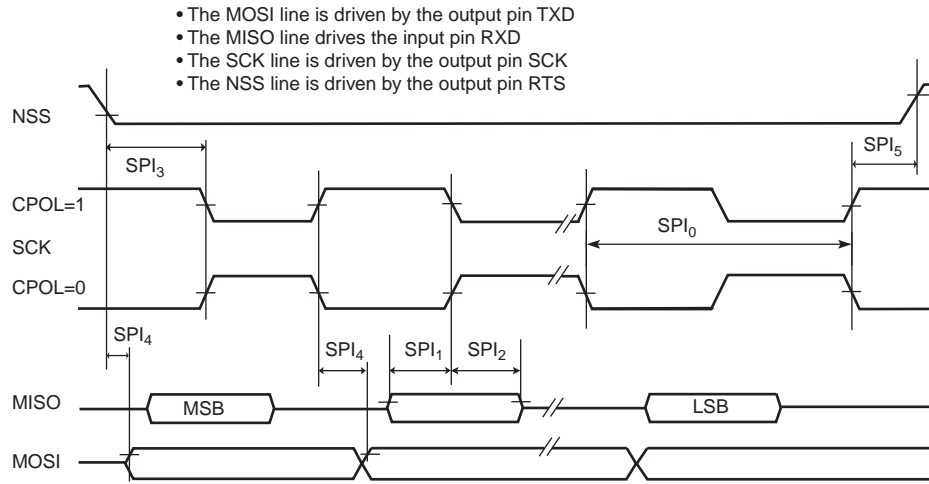 • The MOSI line is driven by the output pin TXD
• The MISO line drives the input pin RXD
• The SCK line is driven by the output pin SCK
• The NSS line is driven by the output pin RTS
NSS
SPI₃
SPI₅
CPOL=1
SCK
SPI₀
CPOL=0
SPI₄
SPI₄
SPI₁
SPI₂
MISO
MSB
LSB
MOSI